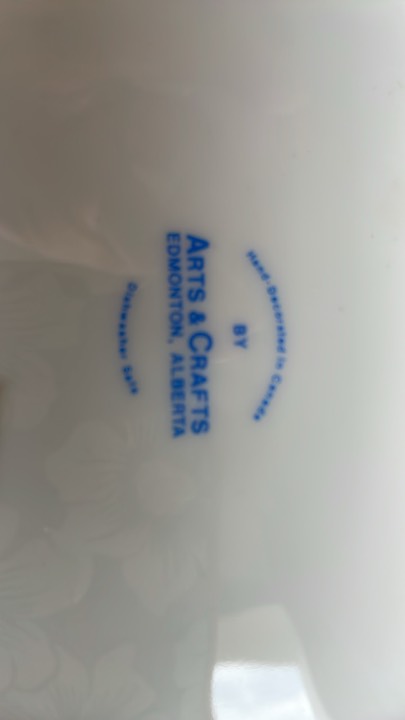 Hand-Decorated in Canada
BY
ARTS & CRAFTS
EDMONTON, ALBERTA
Dishwasher Safe